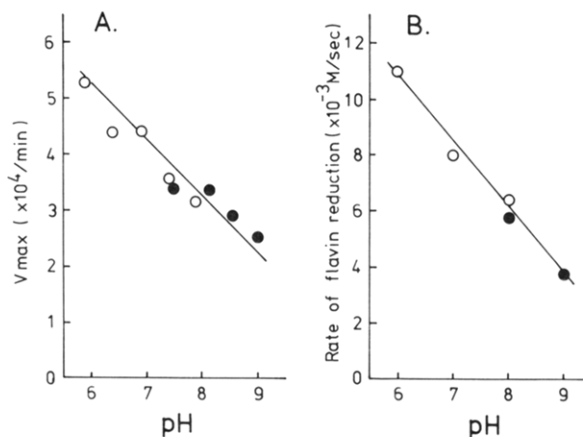 A.
Vmax ( x10⁴/min)
6
5
4
3
2
1
0
6 7 8 9
pH
B.
Rate of flavin reduction (x10⁻³M/sec)
12
10
8
6
4
2
0
6 7 8 9
pH